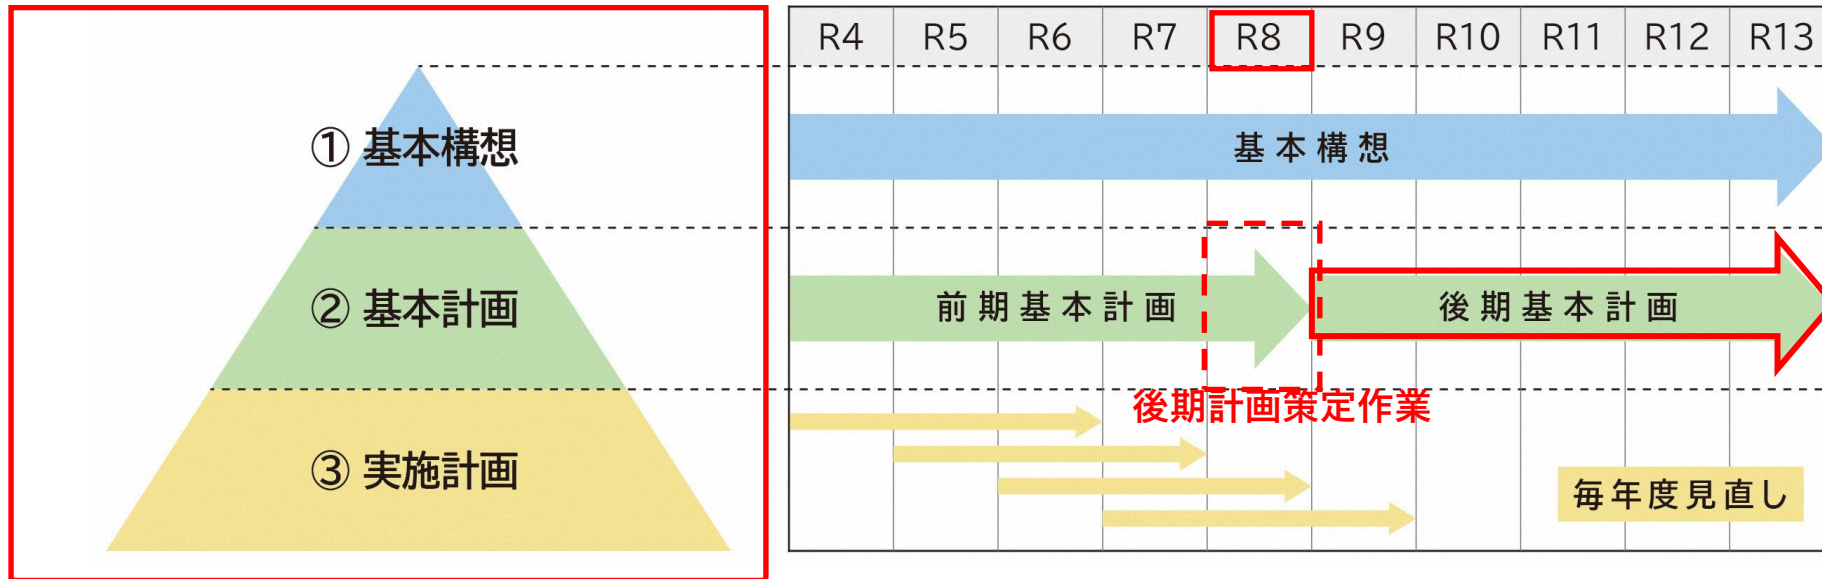 ① 基本構想
② 基本計画
③ 実施計画
R4 R5 R6 R7 R8 R9 R10 R11 R12 R13
基本構想
前期基本計画 後期基本計画
後期計画策定作業
毎年度見直し